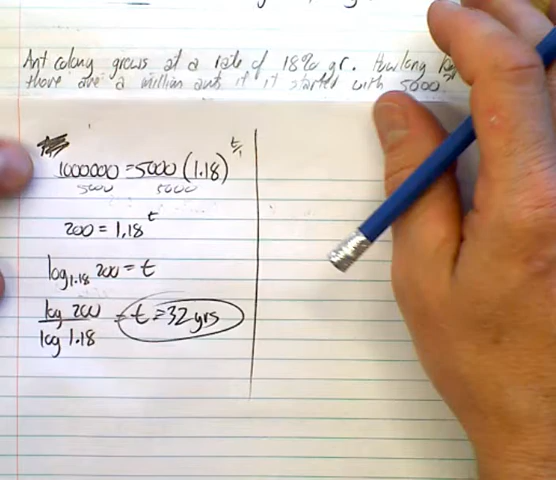 Ant colony grows at a rate of 18% yr. How long
there are a million ants if it started with 5000
1000000 = 5000 (1.18)^t/1
5000 5000
200 = 1.18^t
log1.18 200 = t
log 200 / log 1.18 = t = 32 yrs